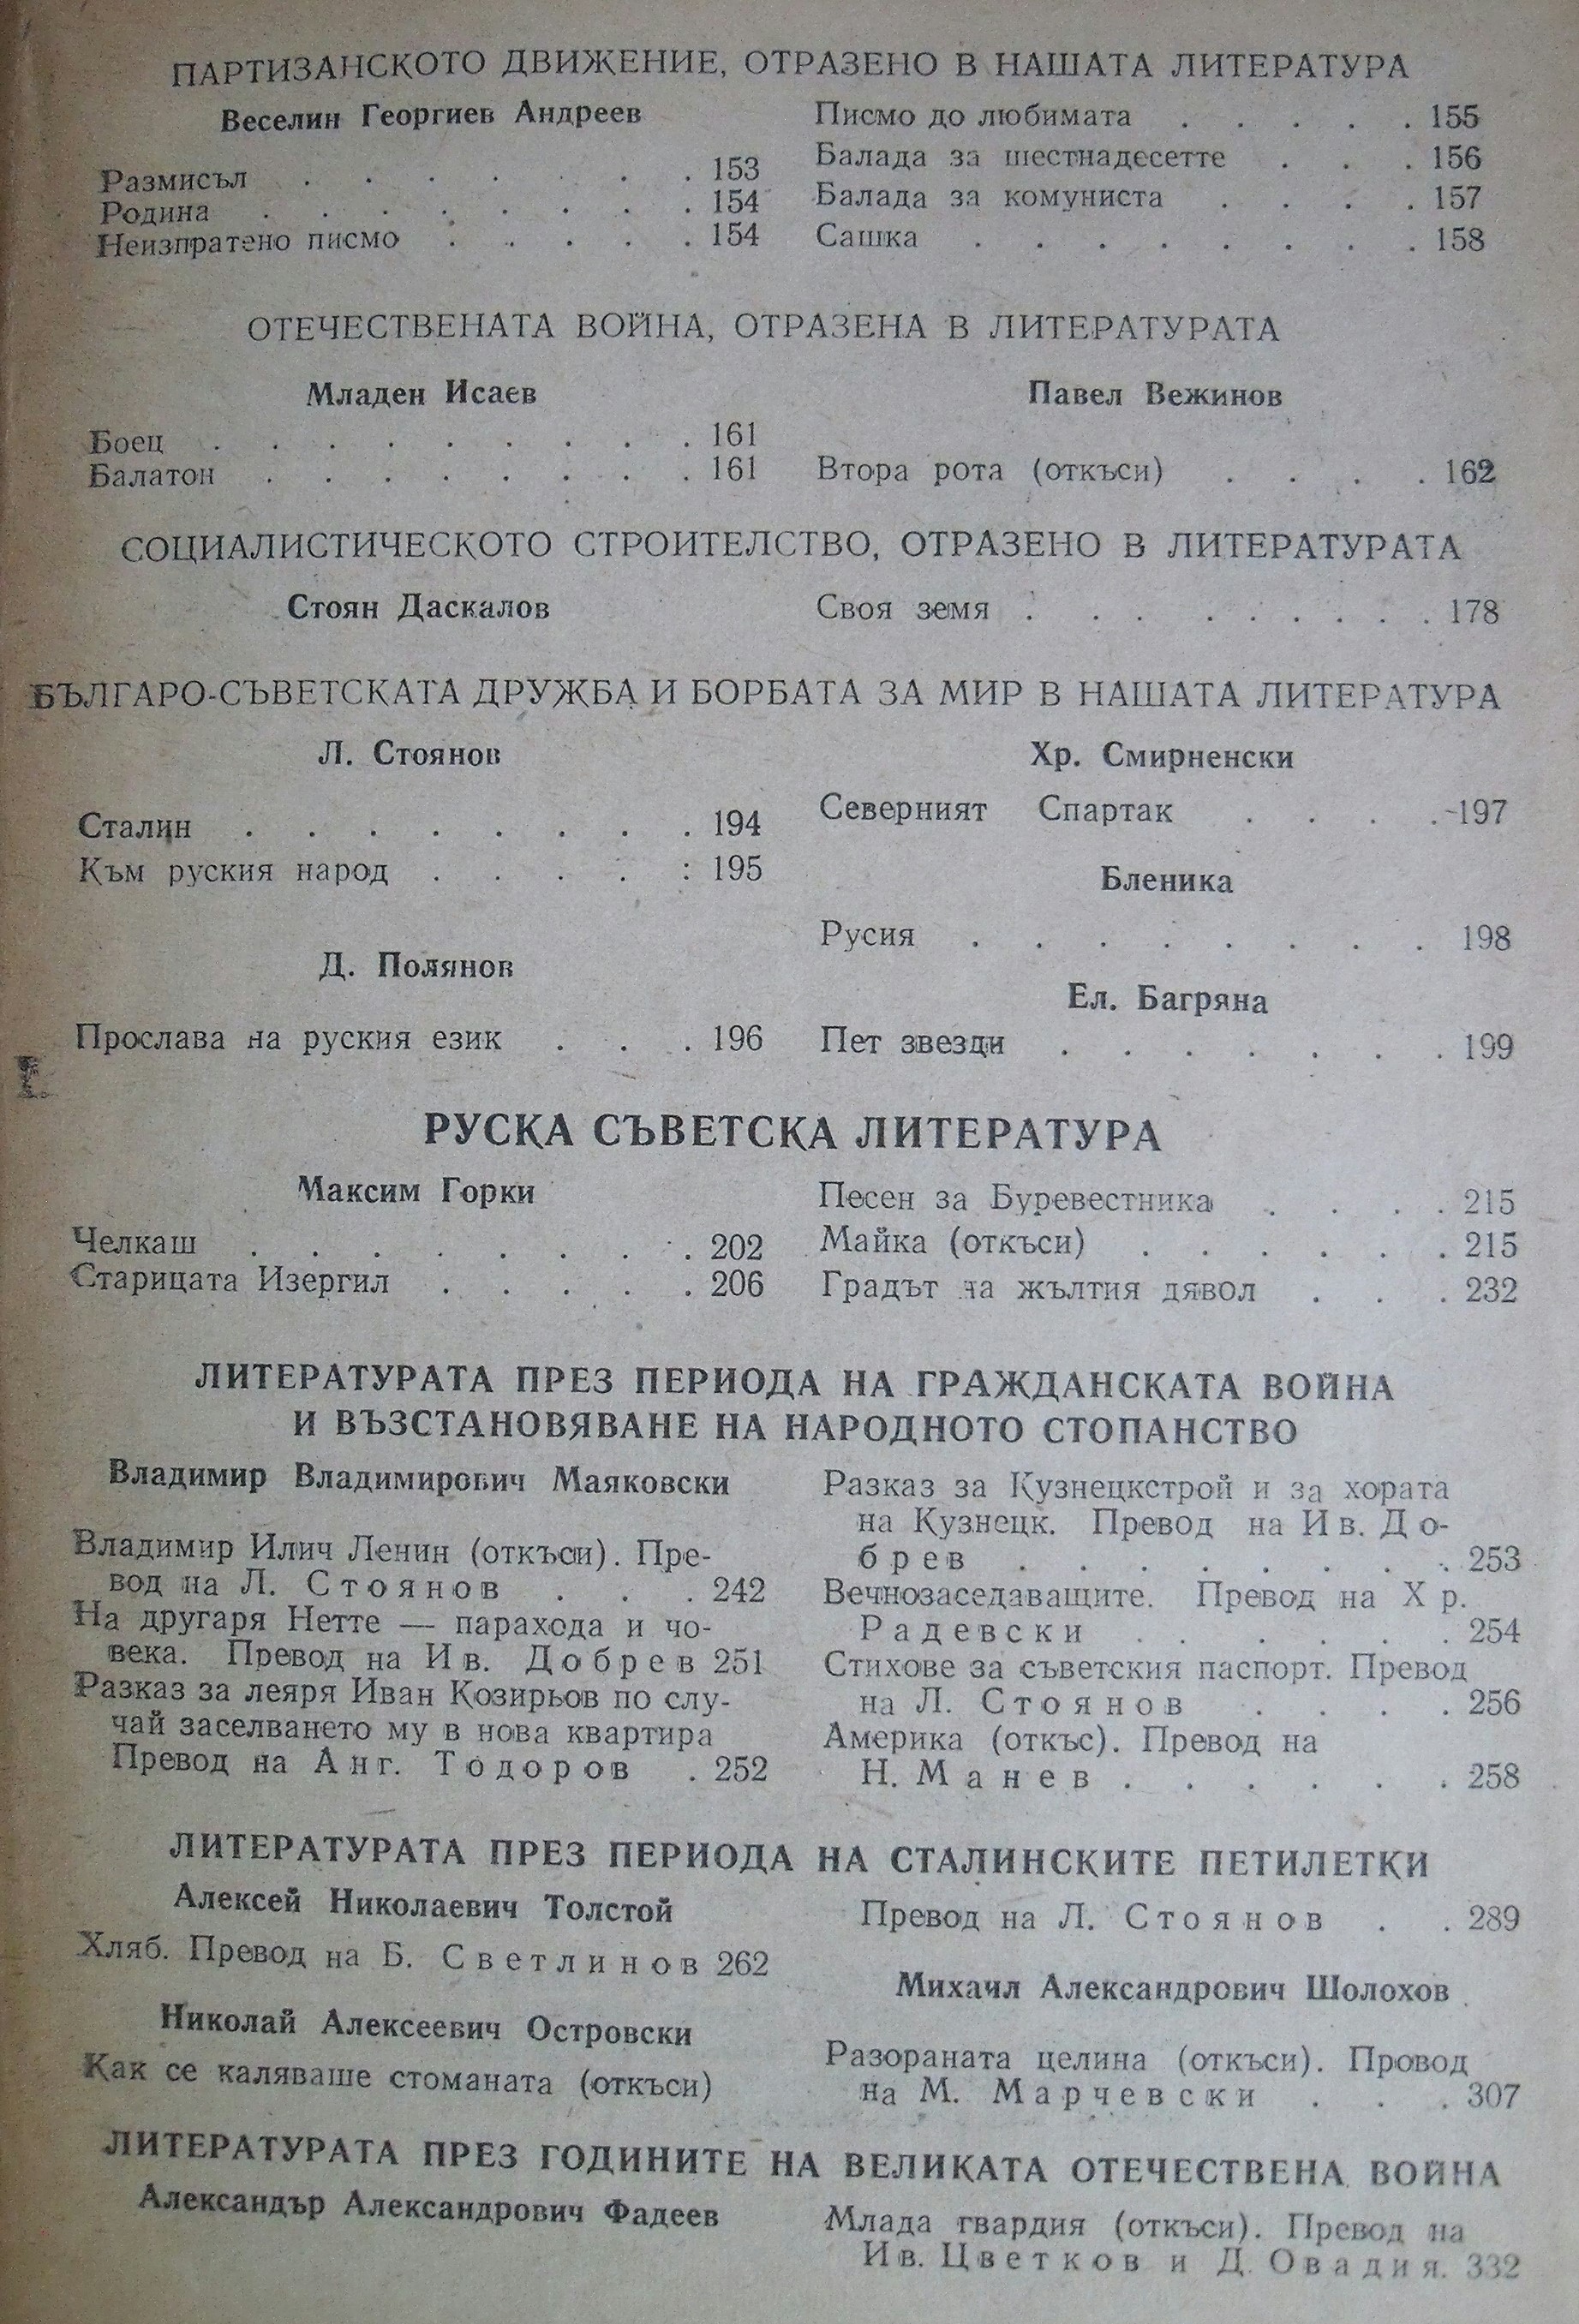 ПАРТИЗАНСКОТО ДВИЖЕНИЕ, ОТРАЗЕНО В НАШАТА ЛИТЕРАТУРА
Веселин Георгиев Андреев
Размисъл . . . . . . . 153
Родина . . . . . . . . 154
Неизпратено писмо . . . . . 154
Писмо до любимата . . . . . 155
Балада за шестнадесетте . . . 156
Балада за комуниста . . . . 157
Сашка . . . . . . . . 158
ОТЕЧЕСТВЕНАТА ВОЙНА, ОТРАЗЕНА В ЛИТЕРАТУРАТА
Младен Исаев
Боец . . . . . . . . . 161
Балатон . . . . . . . . 161
Павел Вежинов
Втора рота (откъси) . . . . 162
СОЦИАЛИСТИЧЕСКОТО СТРОИТЕЛСТВО, ОТРАЗЕНО В ЛИТЕРАТУРАТА
Стоян Даскалов
Своя земя . . . . . . . . . 178
БЪЛГАРО-СЪВЕТСКАТА ДРУЖБА И БОРБАТА ЗА МИР В НАШАТА ЛИТЕРАТУРА
Л. Стоянов
Сталин . . . . . . . . 194
Към руския народ . . . . : 195
Д. Полянов
Прослава на руския език . . . 196
Хр. Смирненски
Северният Спартак . . . . 197
Бленика
Русия . . . . . . . . 198
Ел. Багряна
Пет звезди . . . . . . . 199
РУСКА СЪВЕТСКА ЛИТЕРАТУРА
Максим Горки
Челкаш . . . . . . . . 202
Старицата Изергил . . . . . 206
Песен за Буревестника . . . . 215
Майка (откъси) . . . . . . 215
Градът на жълтия дявол . . . 232
ЛИТЕРАТУРАТА ПРЕЗ ПЕРИОДА НА ГРАЖДАНСКАТА ВОЙНА
И ВЪЗСТАНОВЯВАНЕ НА НАРОДНОТО СТОПАНСТВО
Владимир Владимирович Маяковски
Владимир Илич Ленин (откъси). Пре-
вод на Л. Стоянов . . . 242
На другаря Нетте — парахода и чо-
века. Превод на Ив. Добрев 251
Разказ за леяря Иван Козирьов по слу-
чай заселването му в нова квартира
Превод на Анг. Тодоров . 252
Разказ за Кузнецкстрой и за хората
на Кузнецк. Превод на Ив. До-
брев . . . . . . . . 253
Вечнозаседаващите. Превод на Хр.
Радевски . . . . . . 254
Стихове за съветския паспорт. Превод
на Л. Стоянов . . . . 256
Америка (откъс). Превод на
Н. Манев . . . . . . 258
ЛИТЕРАТУРАТА ПРЕЗ ПЕРИОДА НА СТАЛИНСКИТЕ ПЕТИЛЕТКИ
Алексей Николаевич Толстой
Хляб. Превод на Б. Светлинов 262
Николай Алексеевич Островски
Как се каляваше стоманата (откъси)
Превод на Л. Стоянов . . 289
Михаил Александрович Шолохов
Разораната целина (откъси). Провод
на М. Марчевски . . . 307
ЛИТЕРАТУРАТА ПРЕЗ ГОДИНИТЕ НА ВЕЛИКАТА ОТЕЧЕСТВЕНА ВОЙНА
Александър Александрович Фадеев
Млада гвардия (откъси). Превод на
Ив. Цветков и Д. Овадия. 332